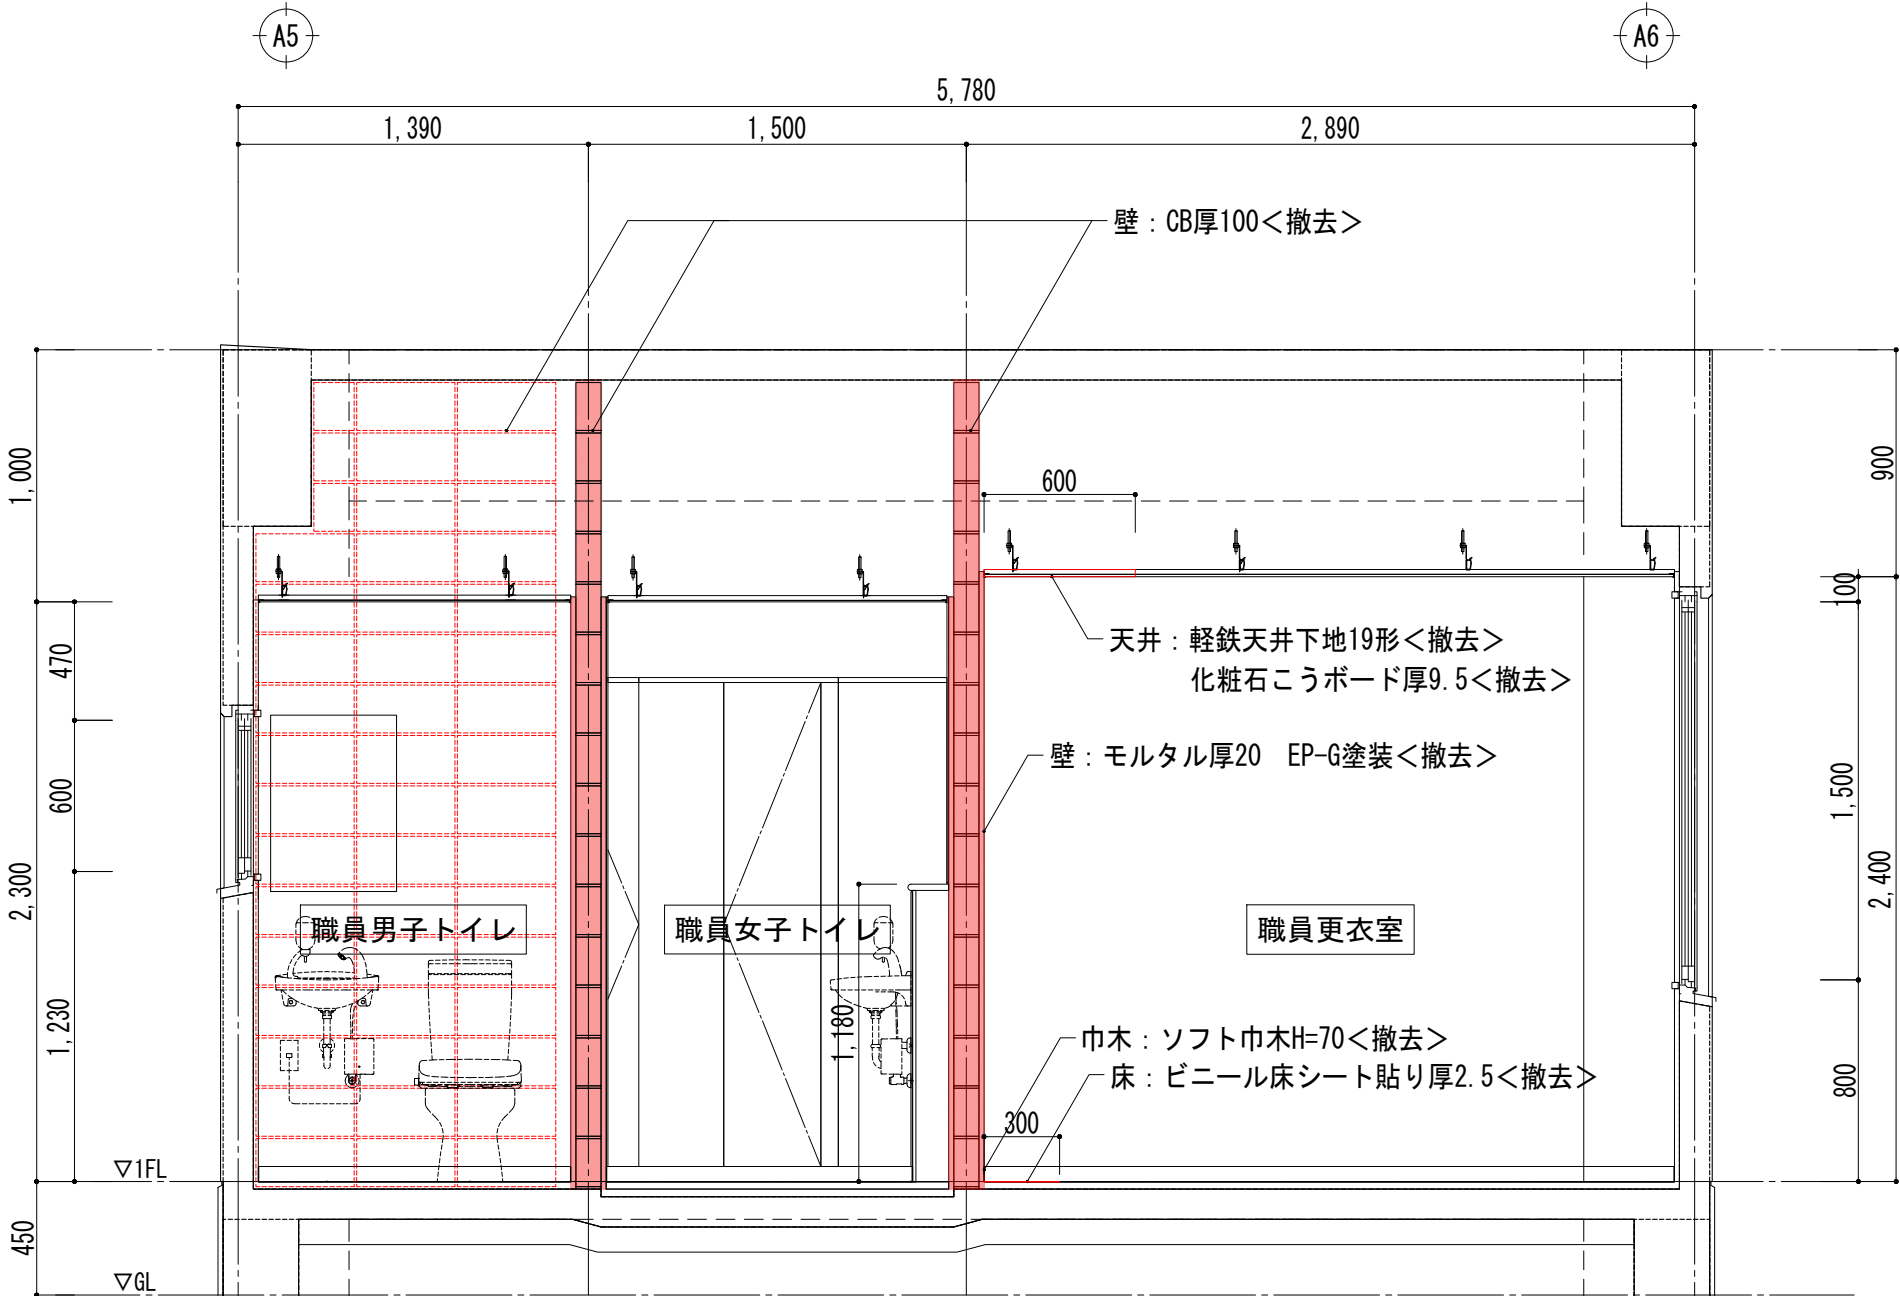 A5
A6
5,780
1,390
1,500
2,890
壁：CB厚100＜撤去＞
1,000
900
600
100
470
天井：軽鉄天井下地19形＜撤去＞
化粧石こうボード厚9.5＜撤去＞
壁：モルタル厚20　EP-G塗装＜撤去＞
600
1,500
2,300
2,400
職員男子トイレ
職員女子トイレ
職員更衣室
1,230
1,180
巾木：ソフト巾木H=70＜撤去＞
床：ビニール床シート貼り厚2.5＜撤去＞
800
300
▽1FL
450
▽GL